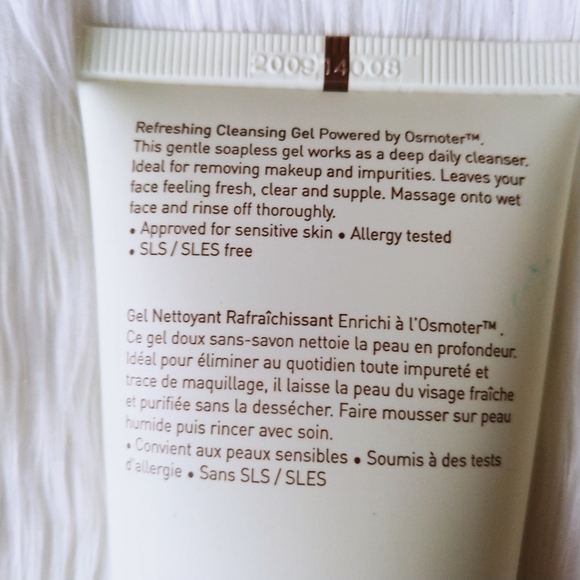 200914008
Refreshing Cleansing Gel Powered by Osmoter™.
This gentle soapless gel works as a deep daily cleanser.
Ideal for removing makeup and impurities. Leaves your
face feeling fresh, clear and supple. Massage onto wet
face and rinse off thoroughly.
• Approved for sensitive skin • Allergy tested
• SLS / SLES free
Gel Nettoyant Rafraîchissant Enrichi à l'Osmoter™.
Ce gel doux sans-savon nettoie la peau en profondeur.
Idéal pour éliminer au quotidien toute impureté et
trace de maquillage, il laisse la peau du visage fraîche
et purifiée sans la dessécher. Faire mousser sur peau
humide puis rincer avec soin.
• Convient aux peaux sensibles • Soumis à des tests
d'allergie • Sans SLS / SLES